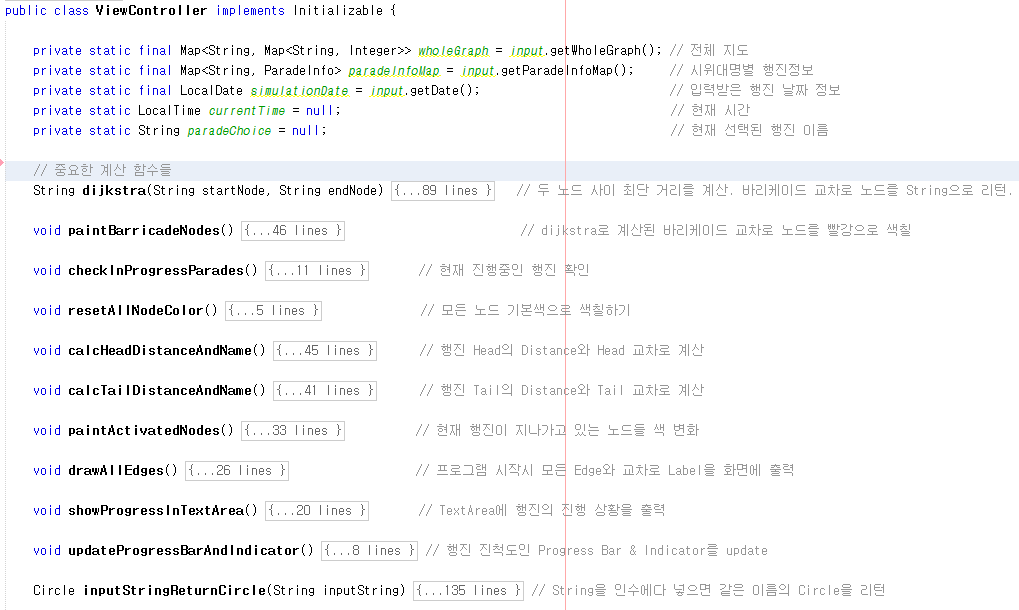 public class ViewController implements Initializable {
private static final Map<String, Map<String, Integer>> wholeGraph = input.getWholeGraph(); // 전체 지도
private static final Map<String, ParadeInfo> paradeInfoMap = input.getParadeInfoMap(); // 시위대명별 행진정보
private static final LocalDate simulationDate = input.getDate(); // 입력받은 행진 날짜 정보
private static LocalTime currentTime = null; // 현재 시간
private static String paradeChoice = null; // 현재 선택된 행진 이름
// 중요한 계산 함수들
String dijkstra(String startNode, String endNode) {...89 lines } // 두 노드 사이 최단 거리를 계산. 바리케이드 교차로 노드를 String으로 리턴.
void paintBarricadeNodes() {...46 lines } // dijkstra로 계산된 바리케이드 교차로 노드를 빨강으로 색칠
void checkInProgressParades() {...11 lines } // 현재 진행중인 행진 확인
void resetAllNodeColor() {...5 lines } // 모든 노드 기본색으로 색칠하기
void calcHeadDistanceAndName() {...45 lines } // 행진 Head의 Distance와 Head 교차로 계산
void calcTailDistanceAndName() {...41 lines } // 행진 Tail의 Distance와 Tail 교차로 계산
void paintActivatedNodes() {...33 lines } // 현재 행진이 지나가고 있는 노드들 색 변화
void drawAllEdges() {...26 lines } // 프로그램 시작시 모든 Edge와 교차로 Label을 화면에 출력
void showProgressInTextArea() {...20 lines } // TextArea에 행진의 진행 상황을 출력
void updateProgressBarAndIndicator() {...8 lines } // 행진 진척도인 Progress Bar & Indicator를 update
Circle inputStringReturnCircle(String inputString) {...135 lines } // String을 인수에다 넣으면 같은 이름의 Circle을 리턴